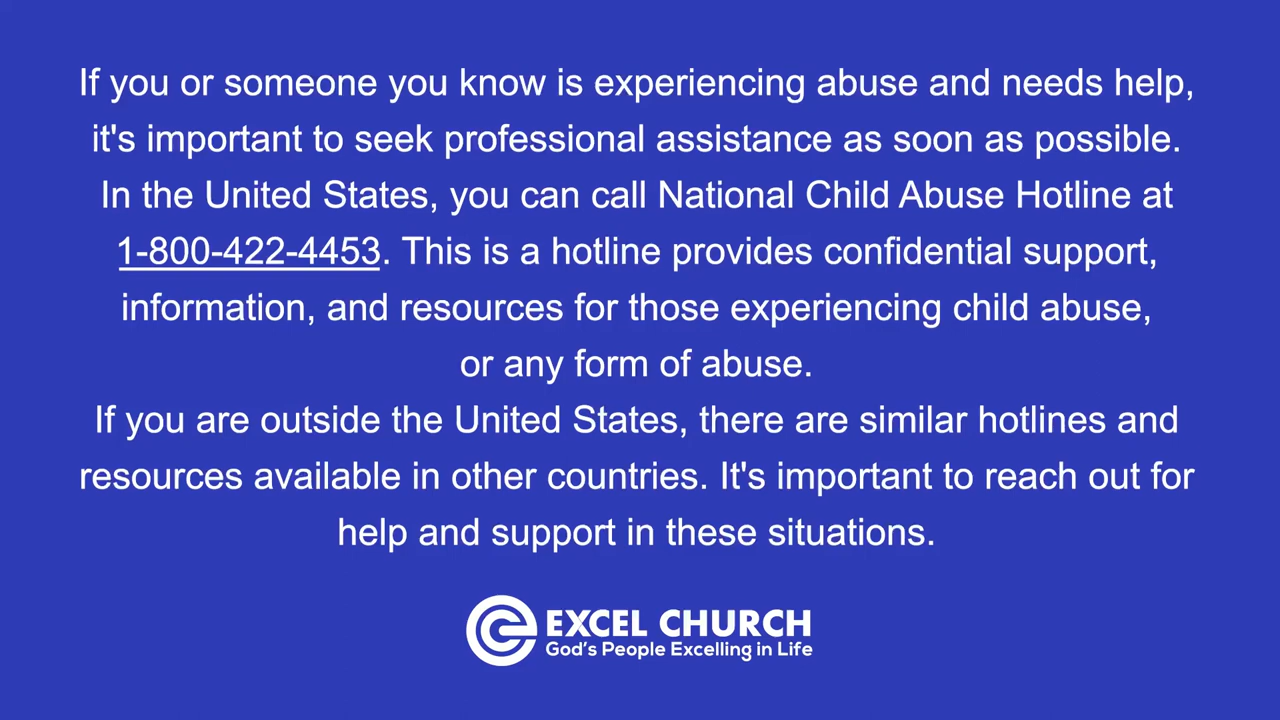 If you or someone you know is experiencing abuse and needs help,
it's important to seek professional assistance as soon as possible.
In the United States, you can call National Child Abuse Hotline at
1-800-422-4453. This is a hotline provides confidential support,
information, and resources for those experiencing child abuse,
or any form of abuse.
If you are outside the United States, there are similar hotlines and
resources available in other countries. It's important to reach out for
help and support in these situations.
EXCEL CHURCH
God's People Excelling in Life